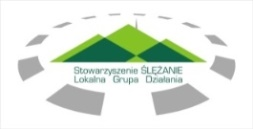 Stowarzyszenie ŚLĘŻANIE
Lokalna Grupa Działania